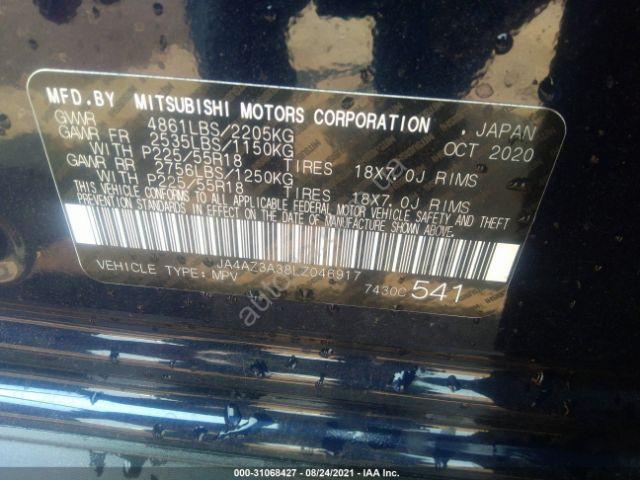 MFD.BY MITSUBISHI MOTORS CORPORATION , JAPAN
GVWR 4861LBS/2205KG OCT 2020
GAWR FR 2535LBS/1150KG
WITH P225/55R18 TIRES 18X7.0J RIMS
GAWR RR 2756LBS/1250KG
WITH P225/55R18 TIRES 18X7.0J RIMS
THIS VEHICLE CONFORMS TO ALL APPLICABLE FEDERAL MOTOR VEHICLE SAFETY AND THEFT
PREVENTION STANDARDS IN EFFECT ON THE DATE OF MANUFACTURE SHOWN ABOVE.
JA4AZ3A38LZ046917
VEHICLE TYPE: MPV 7430C 541
000-31068427 - 08/24/2021 - IAA Inc.